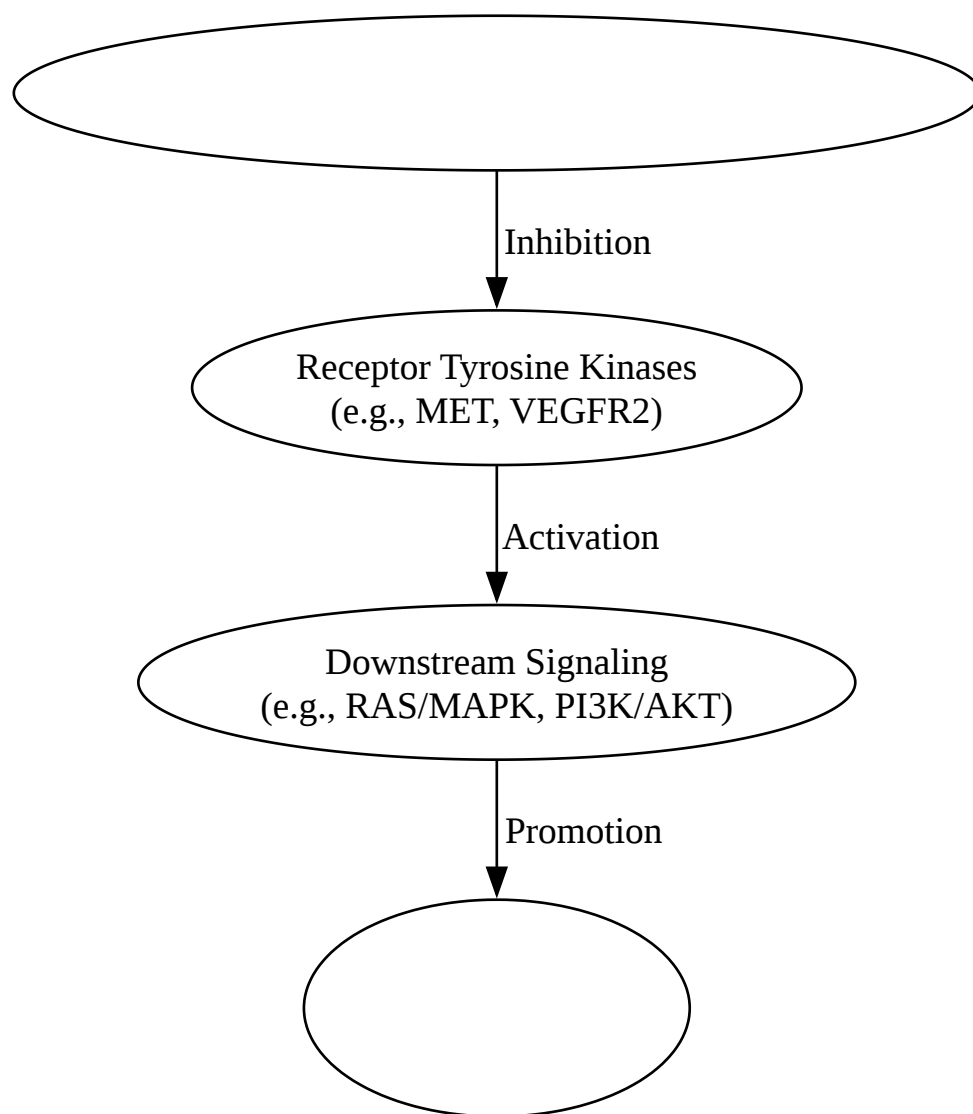 Inhibition
Receptor Tyrosine Kinases
(e.g., MET, VEGFR2)
Activation
Downstream Signaling
(e.g., RAS/MAPK, PI3K/AKT)
Promotion